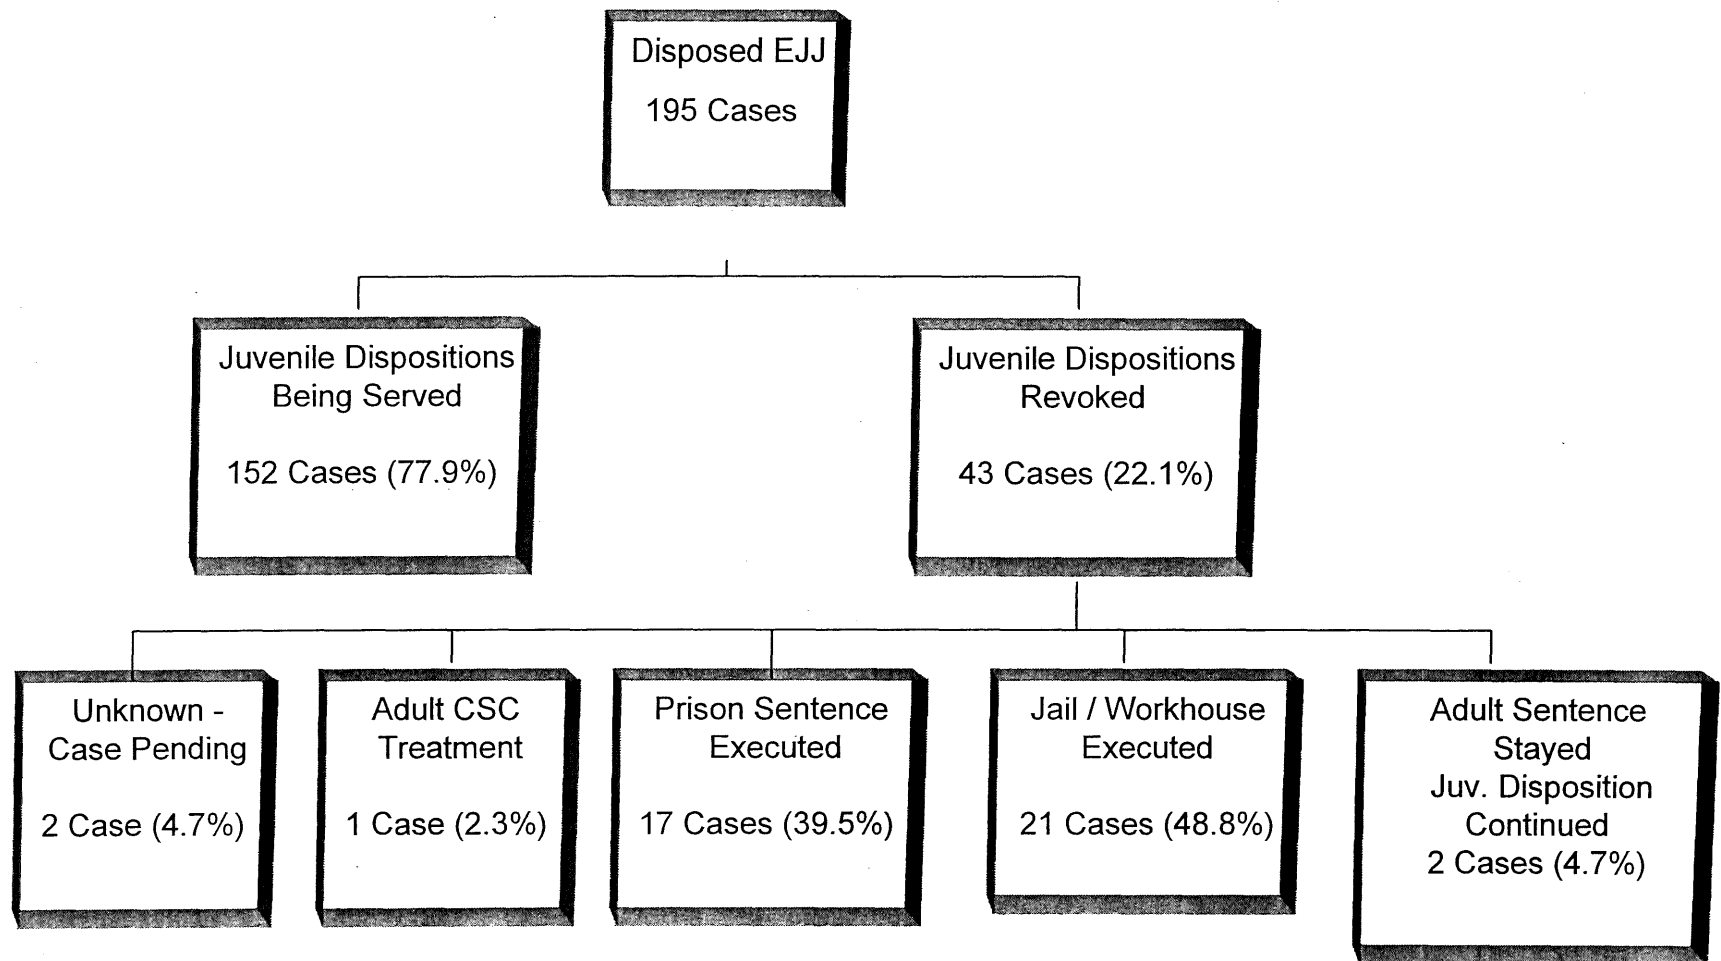 Disposed EJJ
195 Cases
Juvenile Dispositions
Being Served
152 Cases (77.9%)
Juvenile Dispositions
Revoked
43 Cases (22.1%)
Unknown -
Case Pending
2 Case (4.7%)
Adult CSC
Treatment
1 Case (2.3%)
Prison Sentence
Executed
17 Cases (39.5%)
Jail / Workhouse
Executed
21 Cases (48.8%)
Adult Sentence
Stayed
Juv. Disposition
Continued
2 Cases (4.7%)